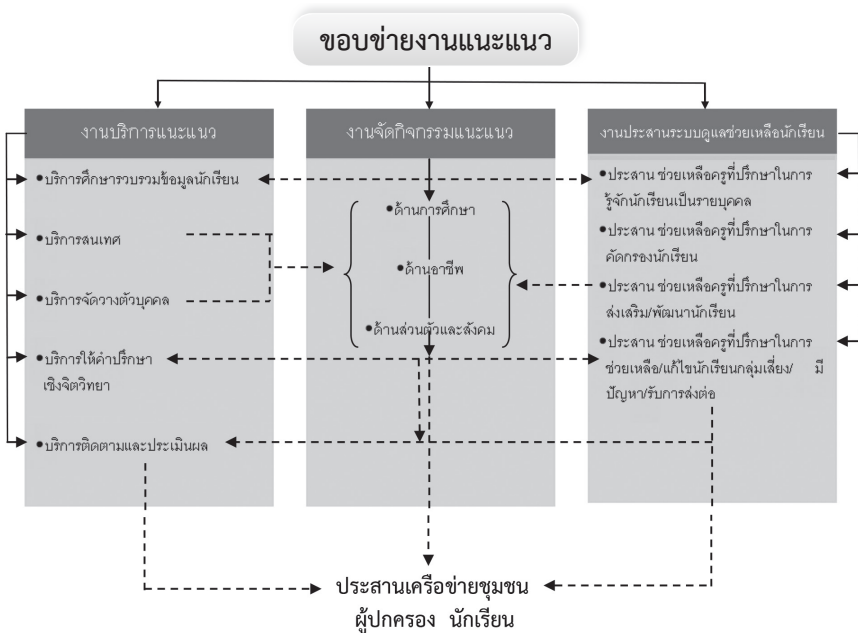 ขอบข่ายงานแนะแนว
งานบริการแนะแนว
•บริการศึกษารวบรวมข้อมูลนักเรียน
•บริการสนเทศ
•บริการจัดวางตัวบุคคล
•บริการให้คำปรึกษา
เชิงจิตวิทยา
•บริการติดตามและประเมินผล
งานจัดกิจกรรมแนะแนว
•ด้านการศึกษา
•ด้านอาชีพ
•ด้านส่วนตัวและสังคม
งานประสานระบบดูแลช่วยเหลือนักเรียน
•ประสาน ช่วยเหลือครูที่ปรึกษาในการ
รู้จักนักเรียนเป็นรายบุคคล
•ประสาน ช่วยเหลือครูที่ปรึกษาในการ
คัดกรองนักเรียน
•ประสาน ช่วยเหลือครูที่ปรึกษาในการ
ส่งเสริม/พัฒนานักเรียน
•ประสาน ช่วยเหลือครูที่ปรึกษาในการ
ช่วยเหลือ/แก้ไขนักเรียนกลุ่มเสี่ยง/ มี
ปัญหา/รับการส่งต่อ
ประสานเครือข่ายชุมชน
ผู้ปกครอง นักเรียน